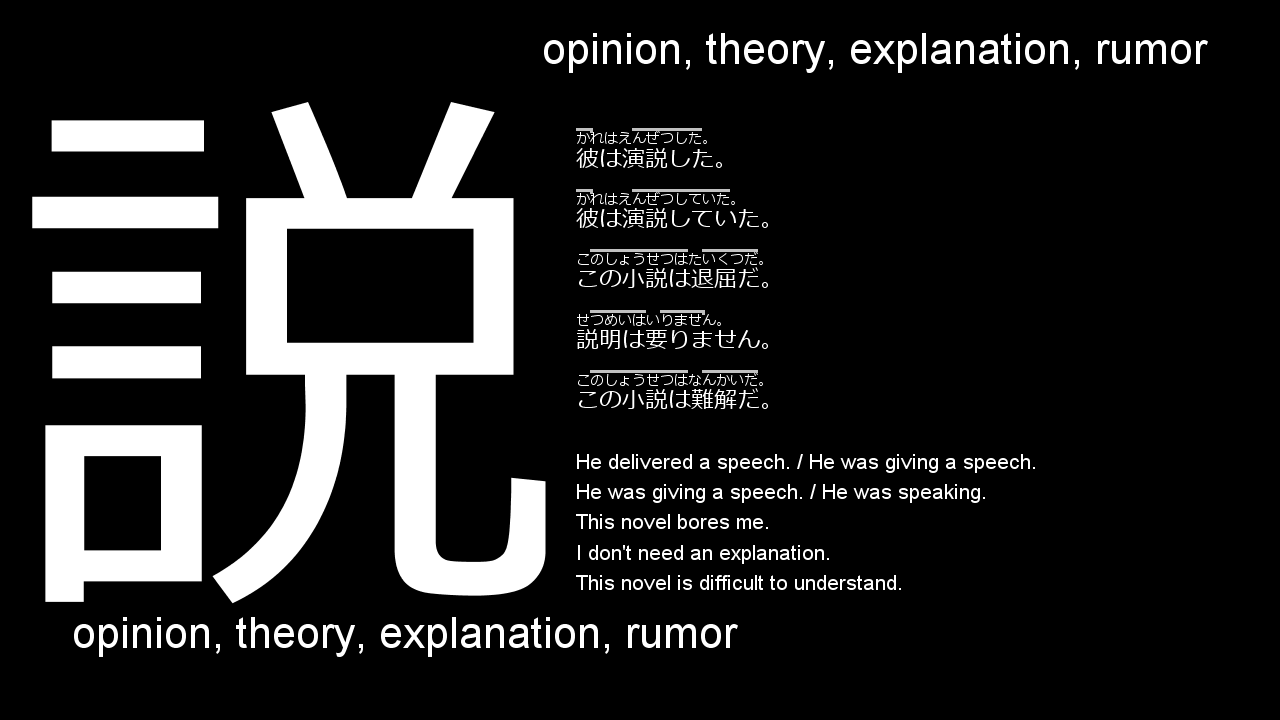 opinion, theory, explanation, rumor
説
かれはえんぜつした。
彼は演説した。
かれはえんぜつしていた。
彼は演説していた。
このしょうせつはたいくつだ。
この小説は退屈だ。
せつめいはいりません。
説明は要りません。
このしょうせつはなんかいだ。
この小説は難解だ。
He delivered a speech. / He was giving a speech.
He was giving a speech. / He was speaking.
This novel bores me.
I don't need an explanation.
This novel is difficult to understand.
opinion, theory, explanation, rumor